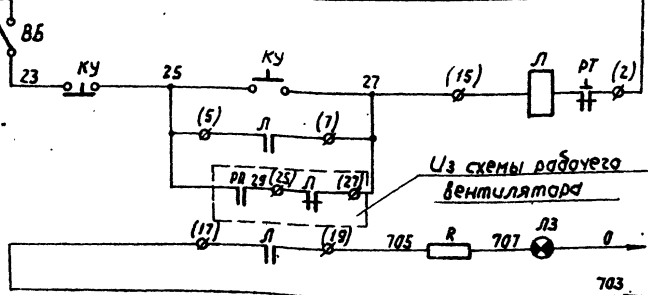 ВБ
23
КУ
25
КУ
27
(15)
Л
РТ
(2)
(5)
Л
(7)
РВ
29
(25)
Л
(27)
Из схемы рабочего
вентилятора
(17)
Л
(19)
705
R
707
ЛЗ
0
703